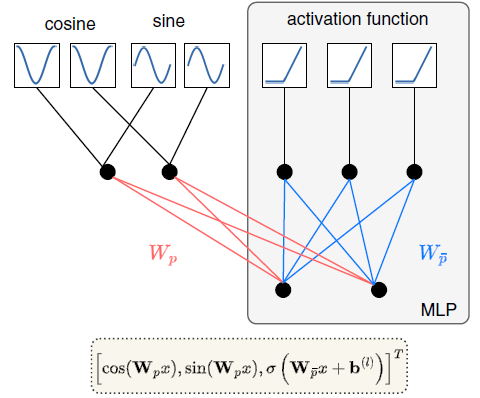 cosine
sine
activation function
W_p
W_p̄
MLP
[cos(W_p x), sin(W_p x), σ(W_p̄ x + b^(l))]^T